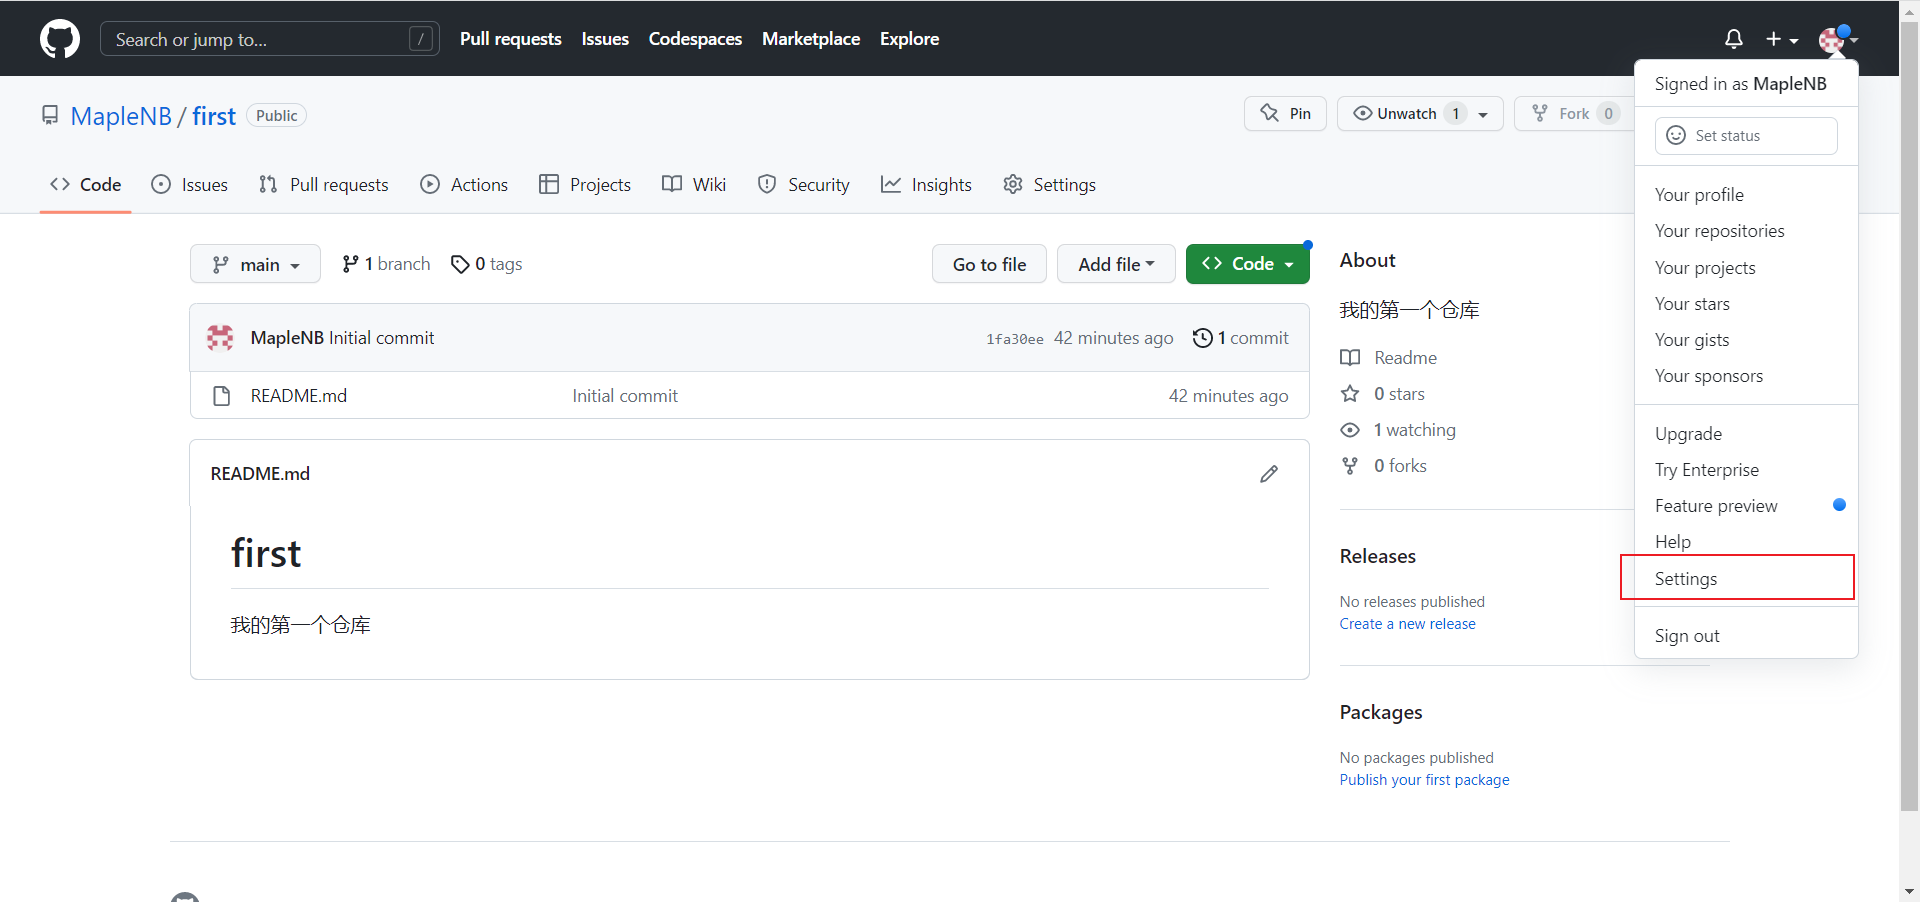 Search or jump to... /
Pull requests Issues Codespaces Marketplace Explore
Signed in as MapleNB
Set status
Your profile
Your repositories
Your projects
Your stars
Your gists
Your sponsors
Upgrade
Try Enterprise
Feature preview
Help
Settings
Sign out
MapleNB / first Public
Pin Unwatch 1 Fork 0
Code Issues Pull requests Actions Projects Wiki Security Insights Settings
main 1 branch 0 tags Go to file Add file Code
MapleNB Initial commit 1fa30ee 42 minutes ago 1 commit
README.md Initial commit 42 minutes ago
README.md
first
我的第一个仓库
About
我的第一个仓库
Readme
0 stars
1 watching
0 forks
Releases
No releases published
Create a new release
Packages
No packages published
Publish your first package